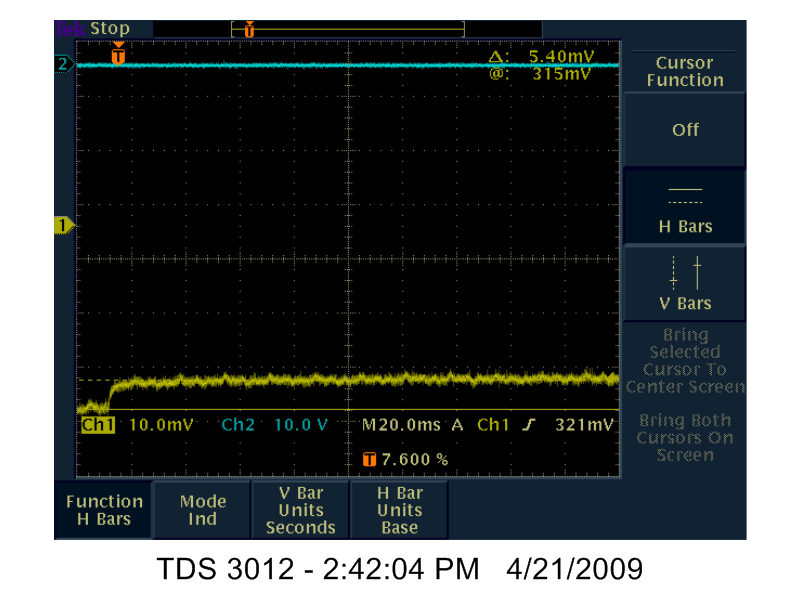 Tek Stop
T
T
2
Δ: 5.40mV
@: 315mV
1
Ch1 10.0mV Ch2 10.0 V M20.0ms A Ch1 321mV
T 7.600 %
Cursor
Function
Off
H Bars
V Bars
Bring
Selected
Cursor To
Center Screen
Bring Both
Cursors On
Screen
Function
H Bars
Mode
Ind
V Bar
Units
Seconds
H Bar
Units
Base
TDS 3012 - 2:42:04 PM 4/21/2009